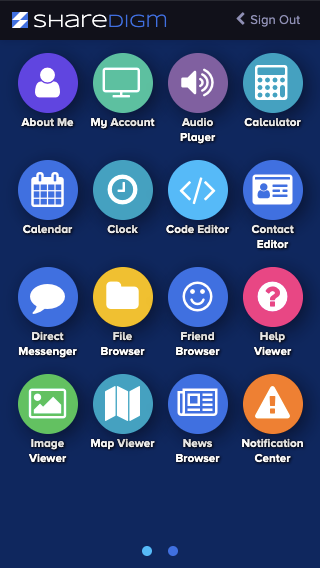 SHAREDIGM
Sign Out
About Me
My Account
Audio
Player
Calculator
Calendar
Clock
Code Editor
Contact
Editor
Direct
Messenger
File
Browser
Friend
Browser
Help
Viewer
Image
Viewer
Map Viewer
News
Browser
Notification
Center